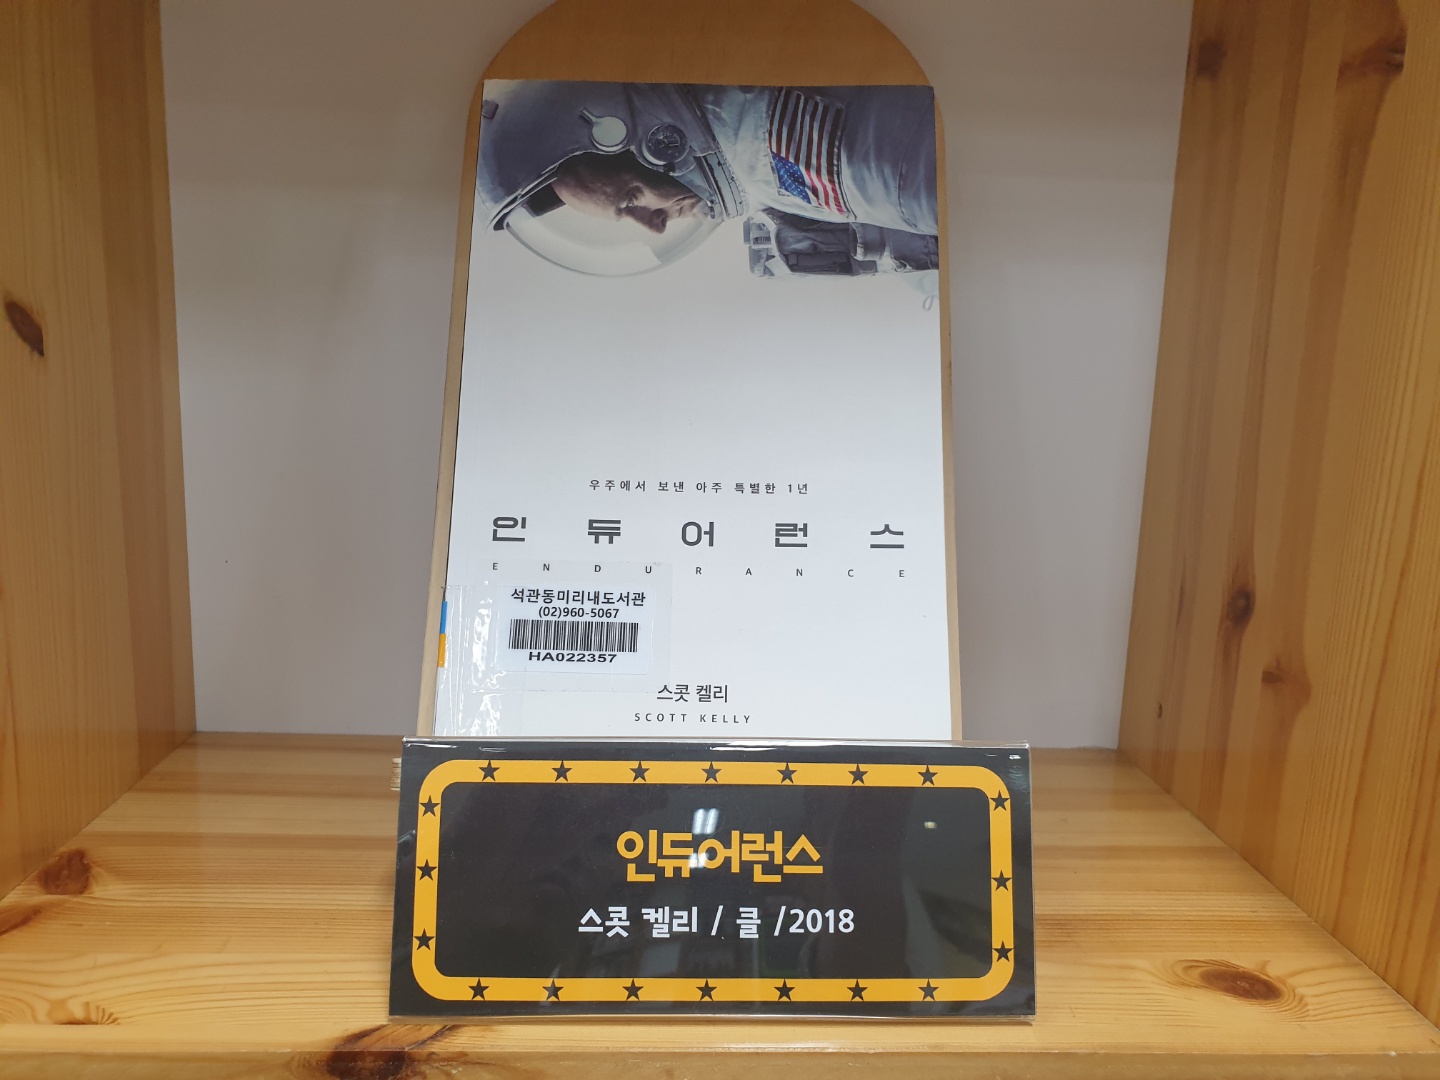 우주에서 보낸 아주 특별한 1년
인듀어런스
ENDURANCE
석관동미리내도서관
(02)960-5067
HA022357
스콧 켈리
SCOTT KELLY
인듀어런스
스콧 켈리 / 클 /2018